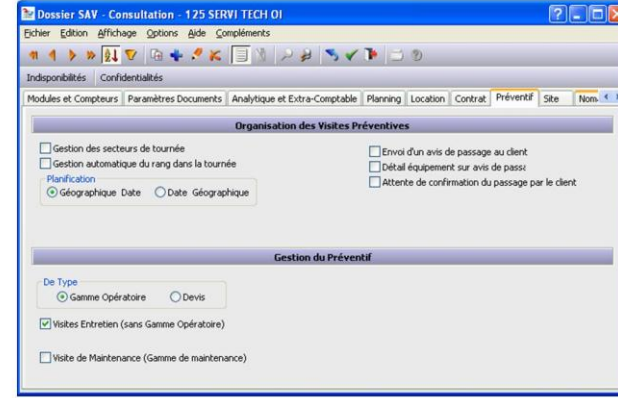 Dossier SAV - Consultation - 125 SERVI TECH OI
Fichier Edition Affichage Options Aide Compléments
Indisponibilités Confidentialités
Modules et Compteurs Paramètres Documents Analytique et Extra-Comptable Planning Location Contrat Préventif Site Nom
Organisation des Visites Préventives
Gestion des secteurs de tournée
Envoi d'un avis de passage au client
Gestion automatique du rang dans la tournée
Détail équipement sur avis de passa
Planification
Attente de confirmation du passage par le client
Géographique Date Date Géographique
Gestion du Préventif
De Type
Gamme Opératoire Devis
Visites Entretien (sans Gamme Opératoire)
Visite de Maintenance (Gamme de maintenance)